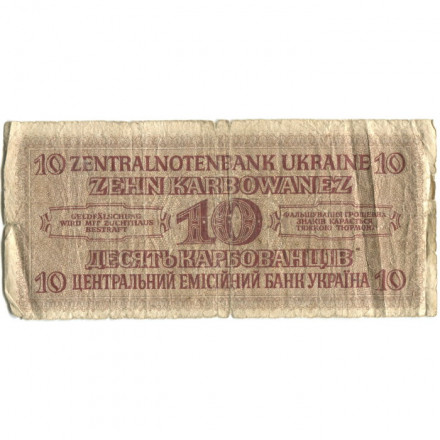 10 ZENTRALNOTENBANK UKRAINE 10
ZEHN KARBOWANEZ
GELDFÄLSCHUNG
WIRD MIT ZUCHTHAUS
BESTRAFT
10
ФАЛЬШУВАННЯ ГРОШЕВИХ
ЗНАКІВ КАРАЄТЬСЯ
ТЯЖКОЮ ТЮРМОЮ
ДЕСЯТЬ КАРБОВАНЦІВ
10 ЦЕНТРАЛЬНИЙ ЕМІСІЙНИЙ БАНК УКРАЇНА 10